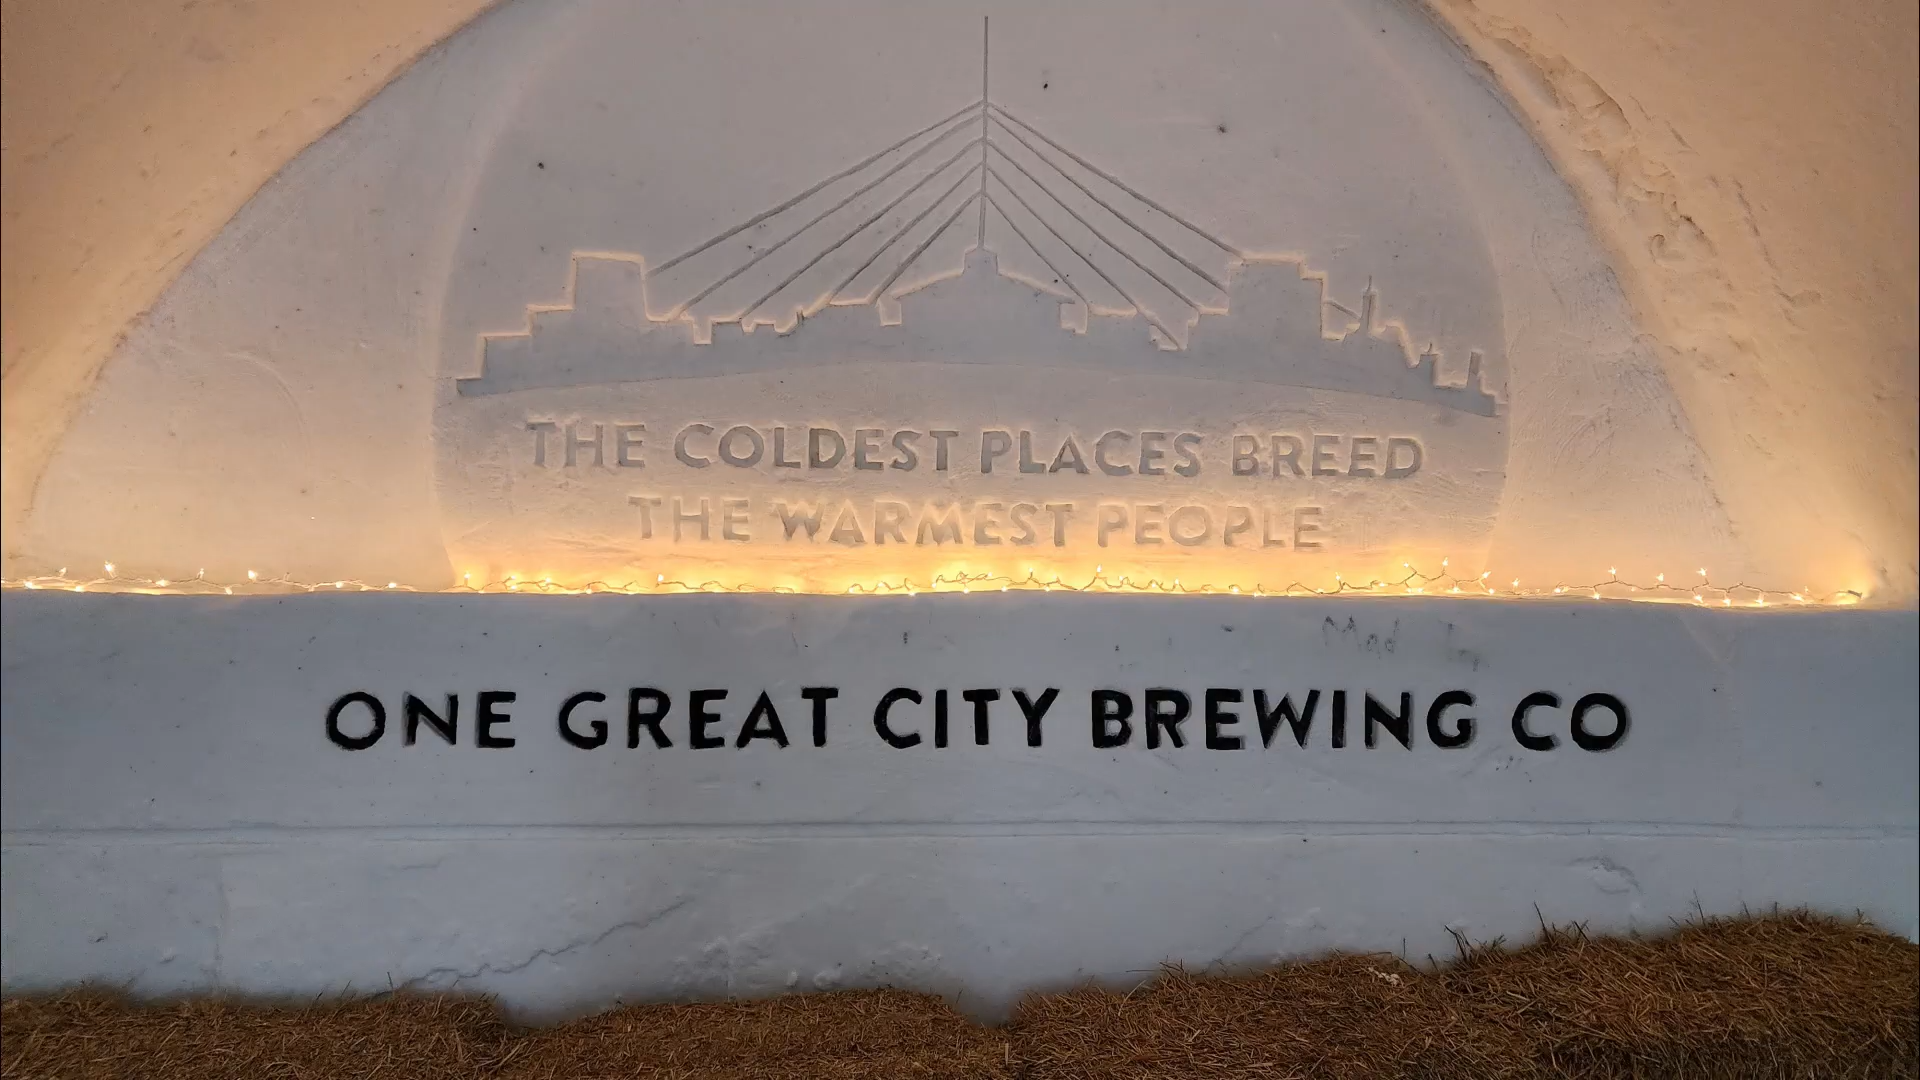 THE COLDEST PLACES BREED
THE WARMEST PEOPLE
ONE GREAT CITY BREWING CO